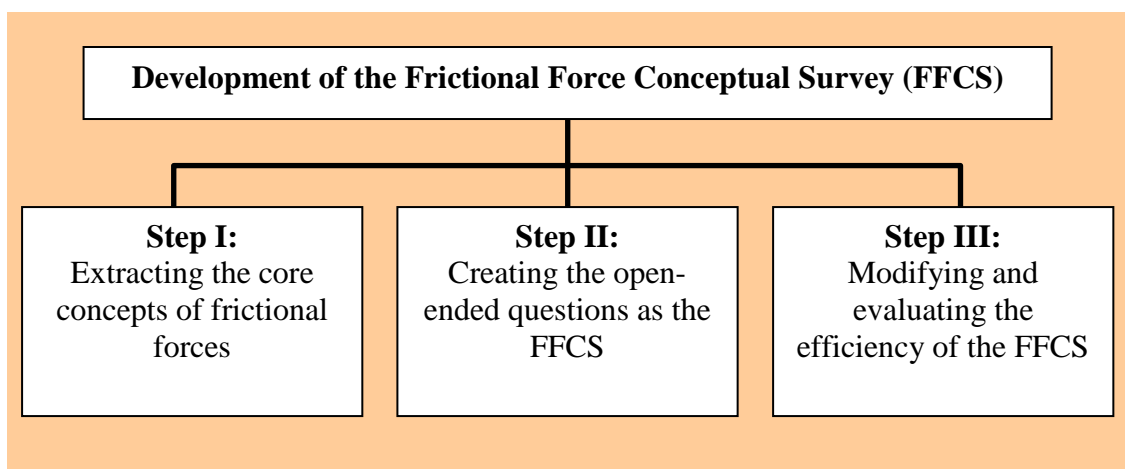 Development of the Frictional Force Conceptual Survey (FFCS)
Step I:
Extracting the core
concepts of frictional
forces
Step II:
Creating the open-
ended questions as the
FFCS
Step III:
Modifying and
evaluating the
efficiency of the FFCS